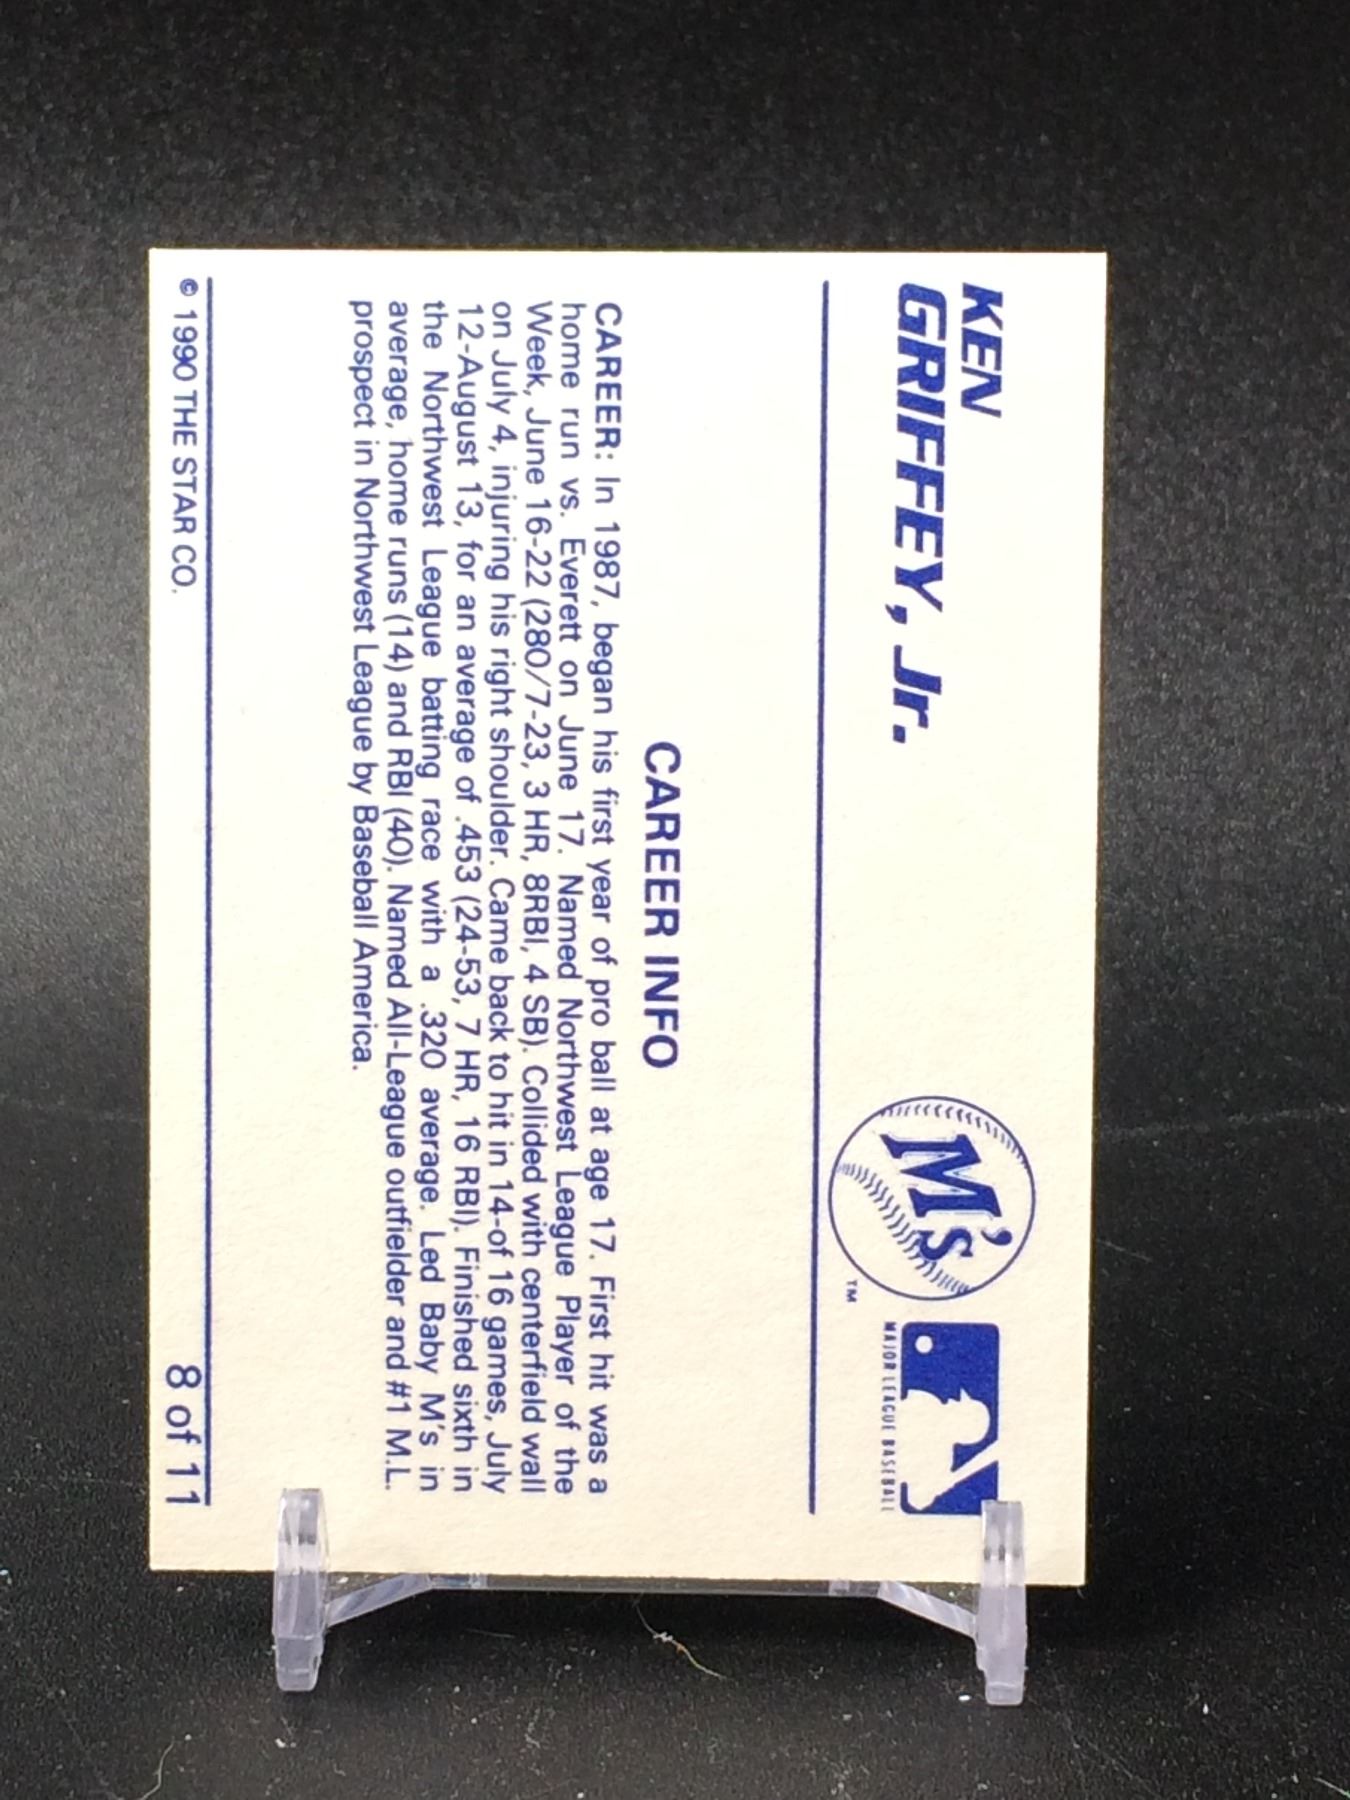 KEN
GRIFFEY, Jr.
M's
TM
MAJOR LEAGUE BASEBALL
CAREER INFO
CAREER: In 1987, began his first year of pro ball at age 17. First hit was a
home run vs. Everett on June 17. Named Northwest League Player of the
Week, June 16-22 (280/7-23, 3 HR, 8RBI, 4 SB). Collided with centerfield wall
on July 4, injuring his right shoulder. Came back to hit in 14-of 16 games, July
12-August 13, for an average of .453 (24-53, 7 HR, 16 RBI). Finished sixth in
the Northwest League batting race with a .320 average. Led Baby M's in
average, home runs (14) and RBI (40). Named All-League outfielder and #1 M.L.
prospect in Northwest League by Baseball America.
© 1990 THE STAR CO.
8 of 11